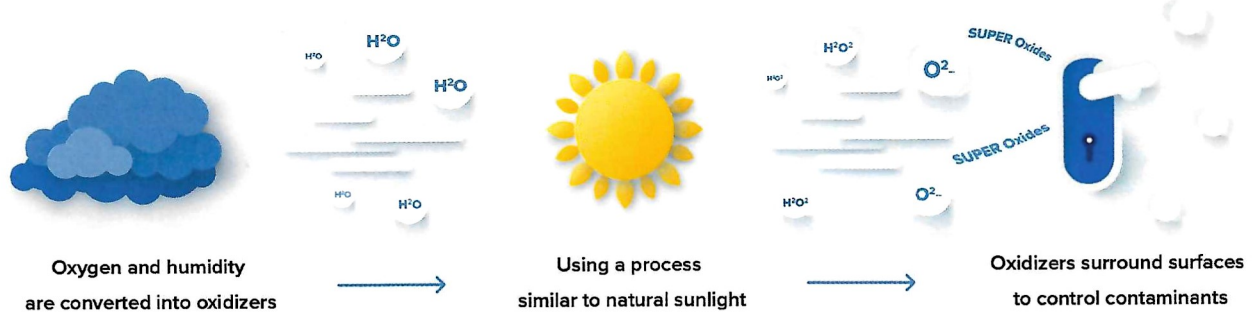 H²O
H²O
H²O
H²O
H²O
H²O²
H²O²
O²-
H²O²
O²-
SUPER Oxides
SUPER Oxides
Oxygen and humidity
are converted into oxidizers
Using a process
similar to natural sunlight
Oxidizers surround surfaces
to control contaminants